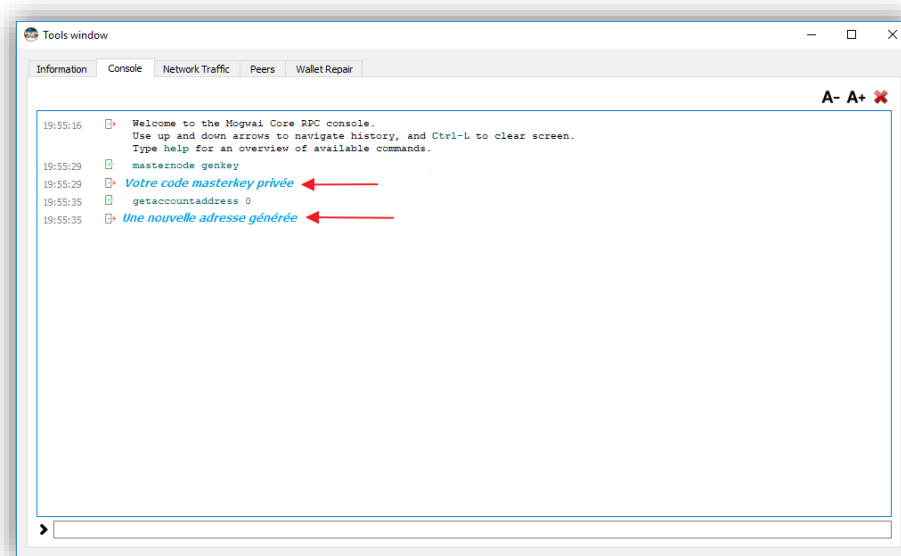 Tools window
Information Console Network Traffic Peers Wallet Repair
A- A+
19:55:16 Welcome to the Mogwai Core RPC console.
Use up and down arrows to navigate history, and Ctrl-L to clear screen.
Type help for an overview of available commands.
19:55:29 masternode genkey
19:55:29 Votre code masterkey privée
19:55:35 getaccountaddress 0
19:55:35 Une nouvelle adresse générée